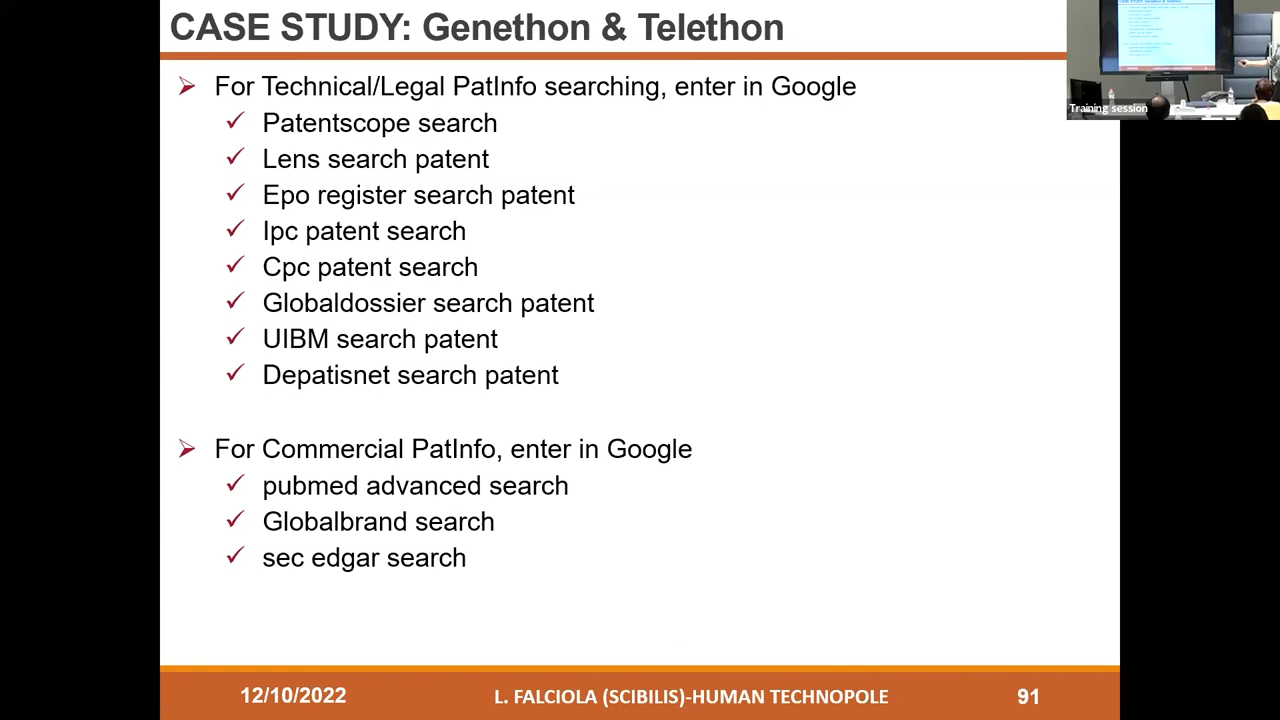 CASE STUDY: Genethon & Telethon
Training session
For Technical/Legal PatInfo searching, enter in Google
Patentscope search
Lens search patent
Epo register search patent
Ipc patent search
Cpc patent search
Globaldossier search patent
UIBM search patent
Depatisnet search patent
For Commercial PatInfo, enter in Google
pubmed advanced search
Globalbrand search
sec edgar search
12/10/2022
L. FALCIOLA (SCIBILIS)-HUMAN TECHNOPOLE
91